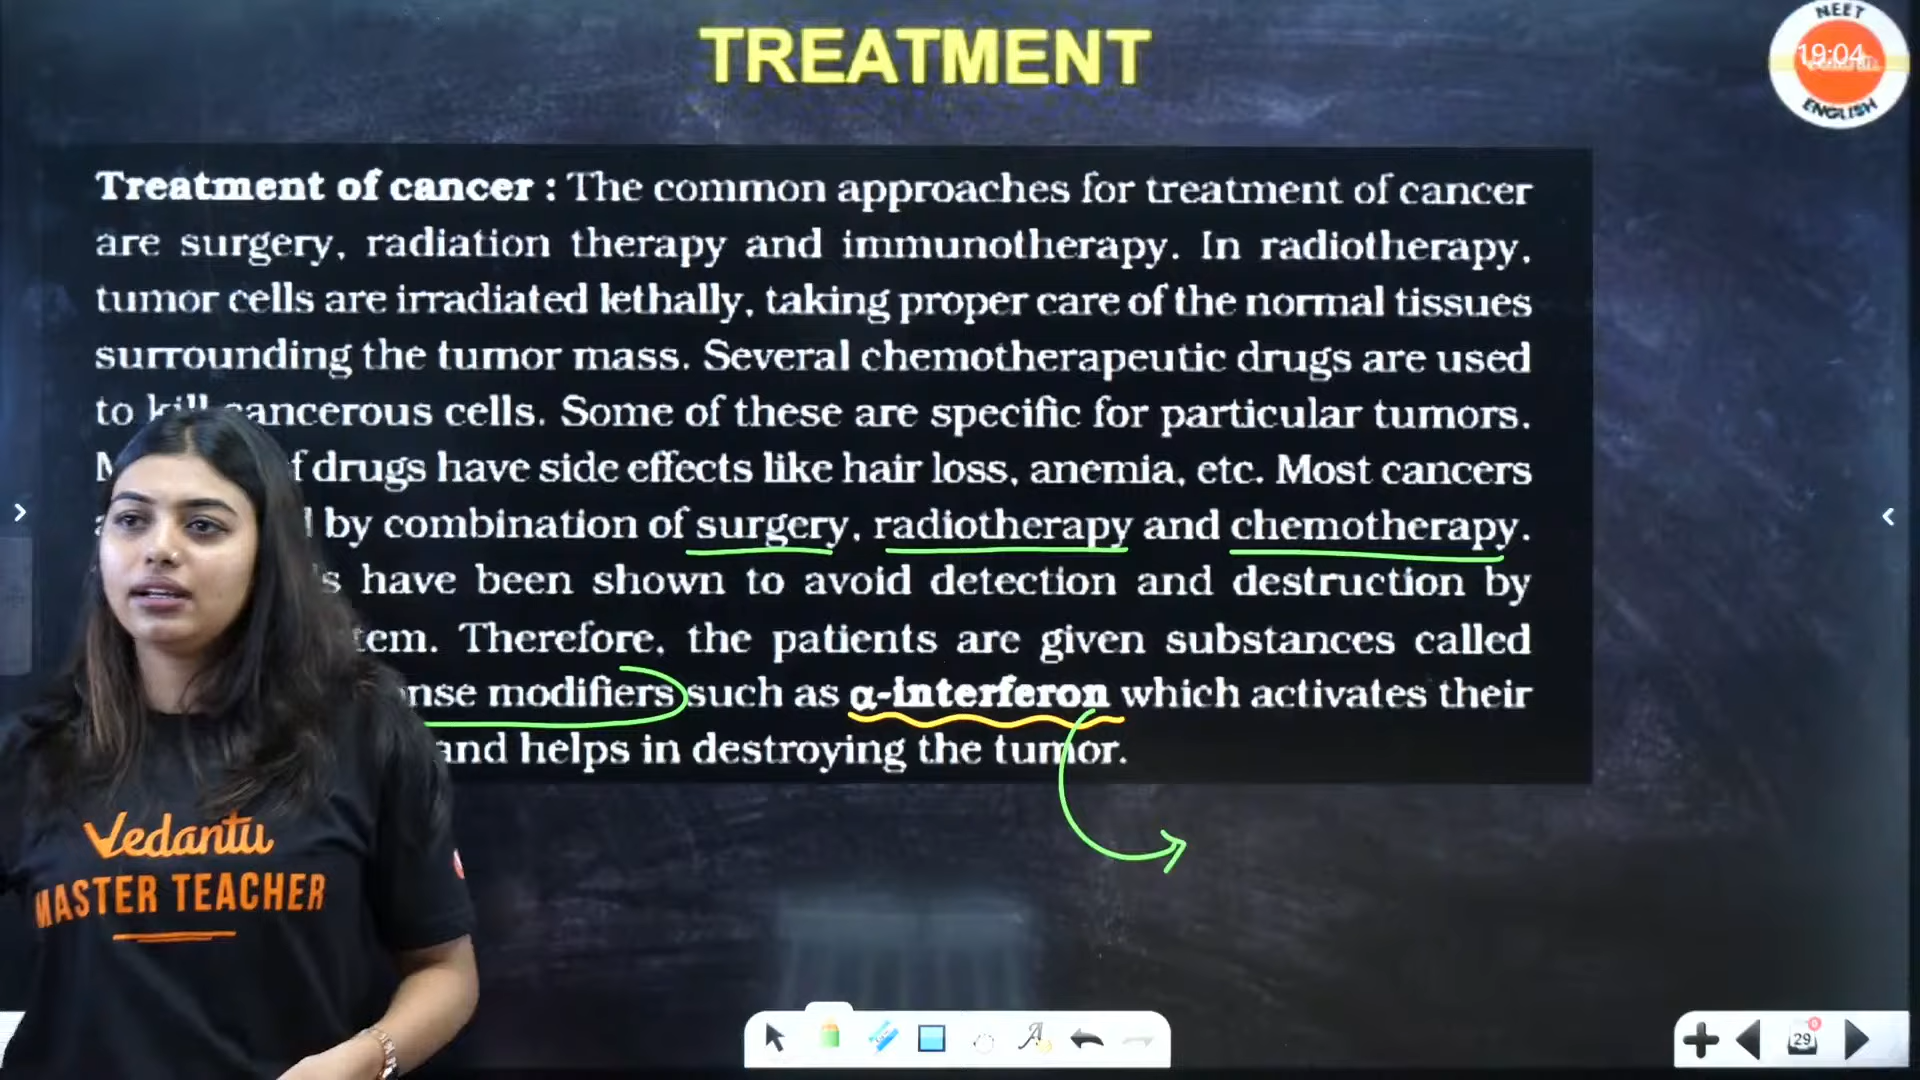 TREATMENT
NEET
19:04
ENGLISH
Treatment of cancer : The common approaches for treatment of cancer
are surgery, radiation therapy and immunotherapy. In radiotherapy,
tumor cells are irradiated lethally, taking proper care of the normal tissues
surrounding the tumor mass. Several chemotherapeutic drugs are used
to kill cancerous cells. Some of these are specific for particular tumors.
drugs have side effects like hair loss, anemia, etc. Most cancers
by combination of surgery, radiotherapy and chemotherapy.
have been shown to avoid detection and destruction by
Therefore, the patients are given substances called
modifiers such as α-interferon which activates their
and helps in destroying the tumor.
Vedantu
MASTER TEACHER
29